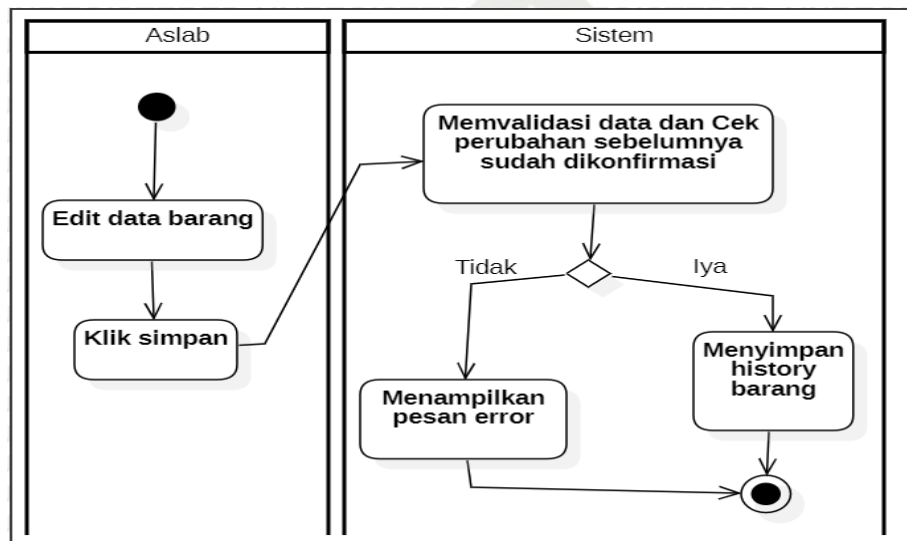 Aslab
Sistem
Edit data barang
Klik simpan
Memvalidasi data dan Cek
perubahan sebelumnya
sudah dikonfirmasi
Tidak
Iya
Menampilkan
pesan error
Menyimpan
history
barang